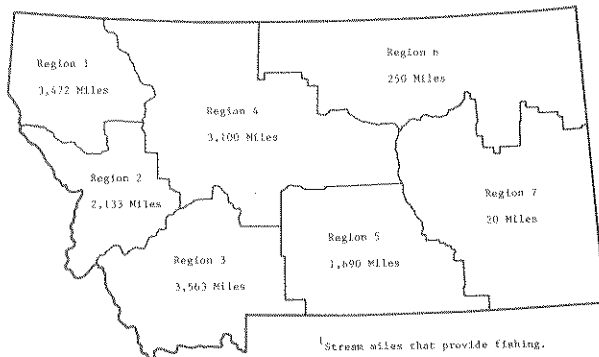 Region 1
3,472 Miles
Region 6
250 Miles
Region 4
3,100 Miles
Region 2
2,133 Miles
Region 7
20 Miles
Region 3
3,563 Miles
Region 5
1,690 Miles
1Stream miles that provide fishing.